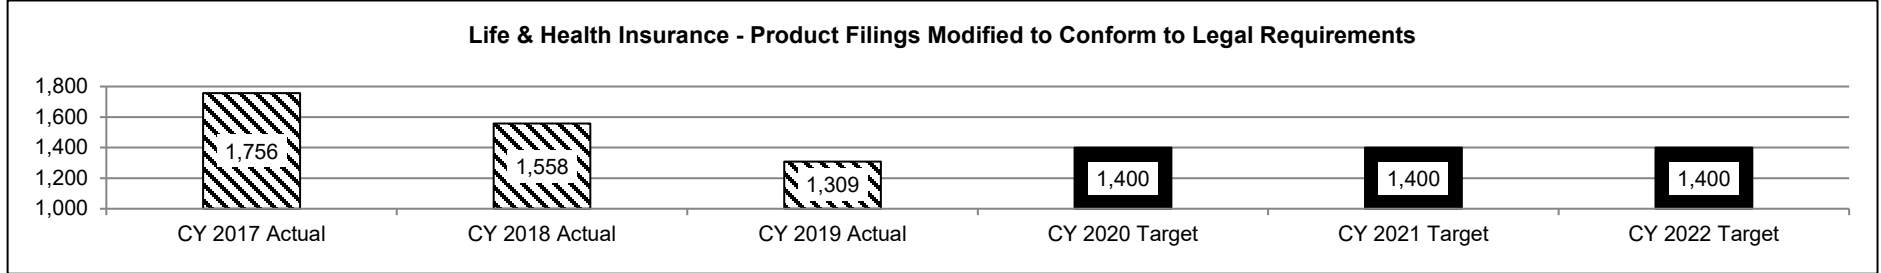 Life & Health Insurance - Product Filings Modified to Conform to Legal Requirements
1,800
1,600
1,400
1,200
1,000
1,756
1,558
1,309
1,400
1,400
1,400
CY 2017 Actual
CY 2018 Actual
CY 2019 Actual
CY 2020 Target
CY 2021 Target
CY 2022 Target